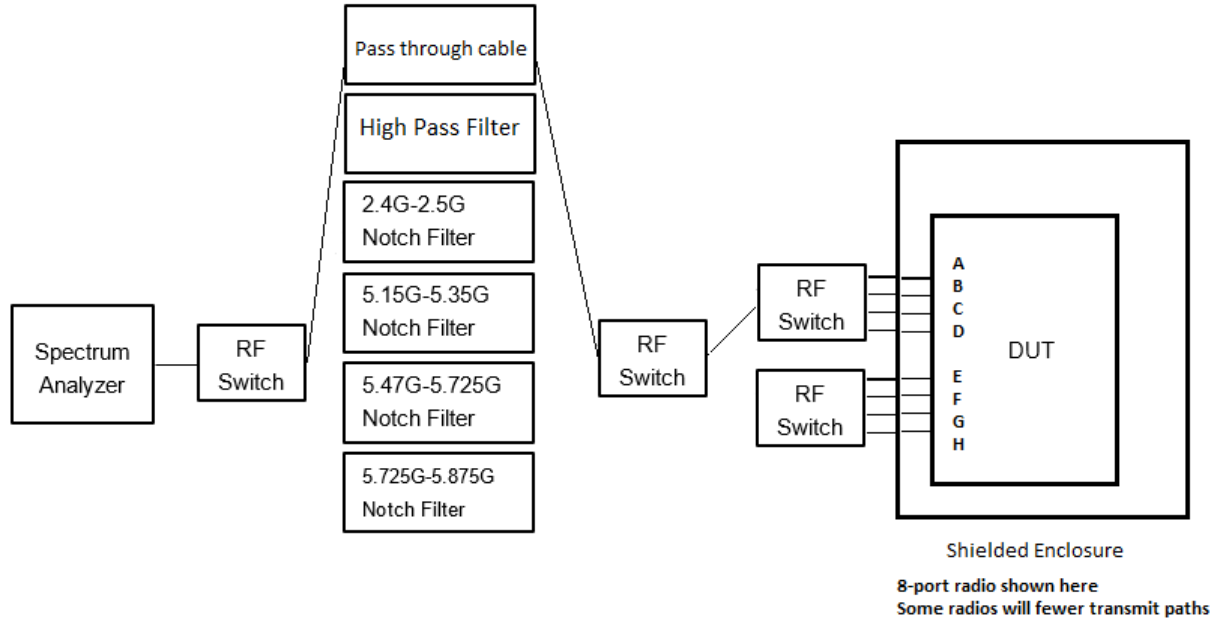 Pass through cable
High Pass Filter
2.4G-2.5G
Notch Filter
5.15G-5.35G
Notch Filter
5.47G-5.725G
Notch Filter
5.725G-5.875G
Notch Filter
Spectrum
Analyzer
RF
Switch
RF
Switch
RF
Switch
RF
Switch
A
B
C
D
E
F
G
H
DUT
Shielded Enclosure
8-port radio shown here
Some radios will fewer transmit paths